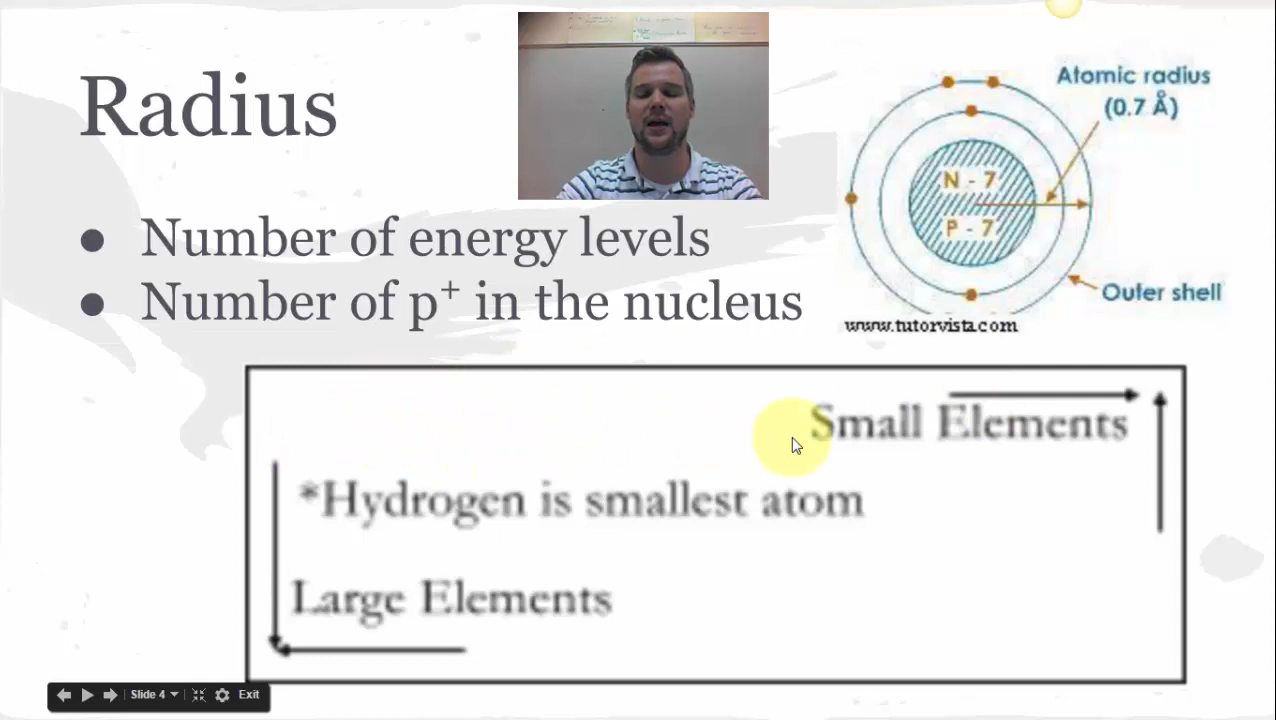 Radius
Number of energy levels
Number of p⁺ in the nucleus
Atomic radius
(0.7 Å)
N - 7
P - 7
Outer shell
www.tutorvista.com
Small Elements
*Hydrogen is smallest atom
Large Elements
Slide 4
Exit